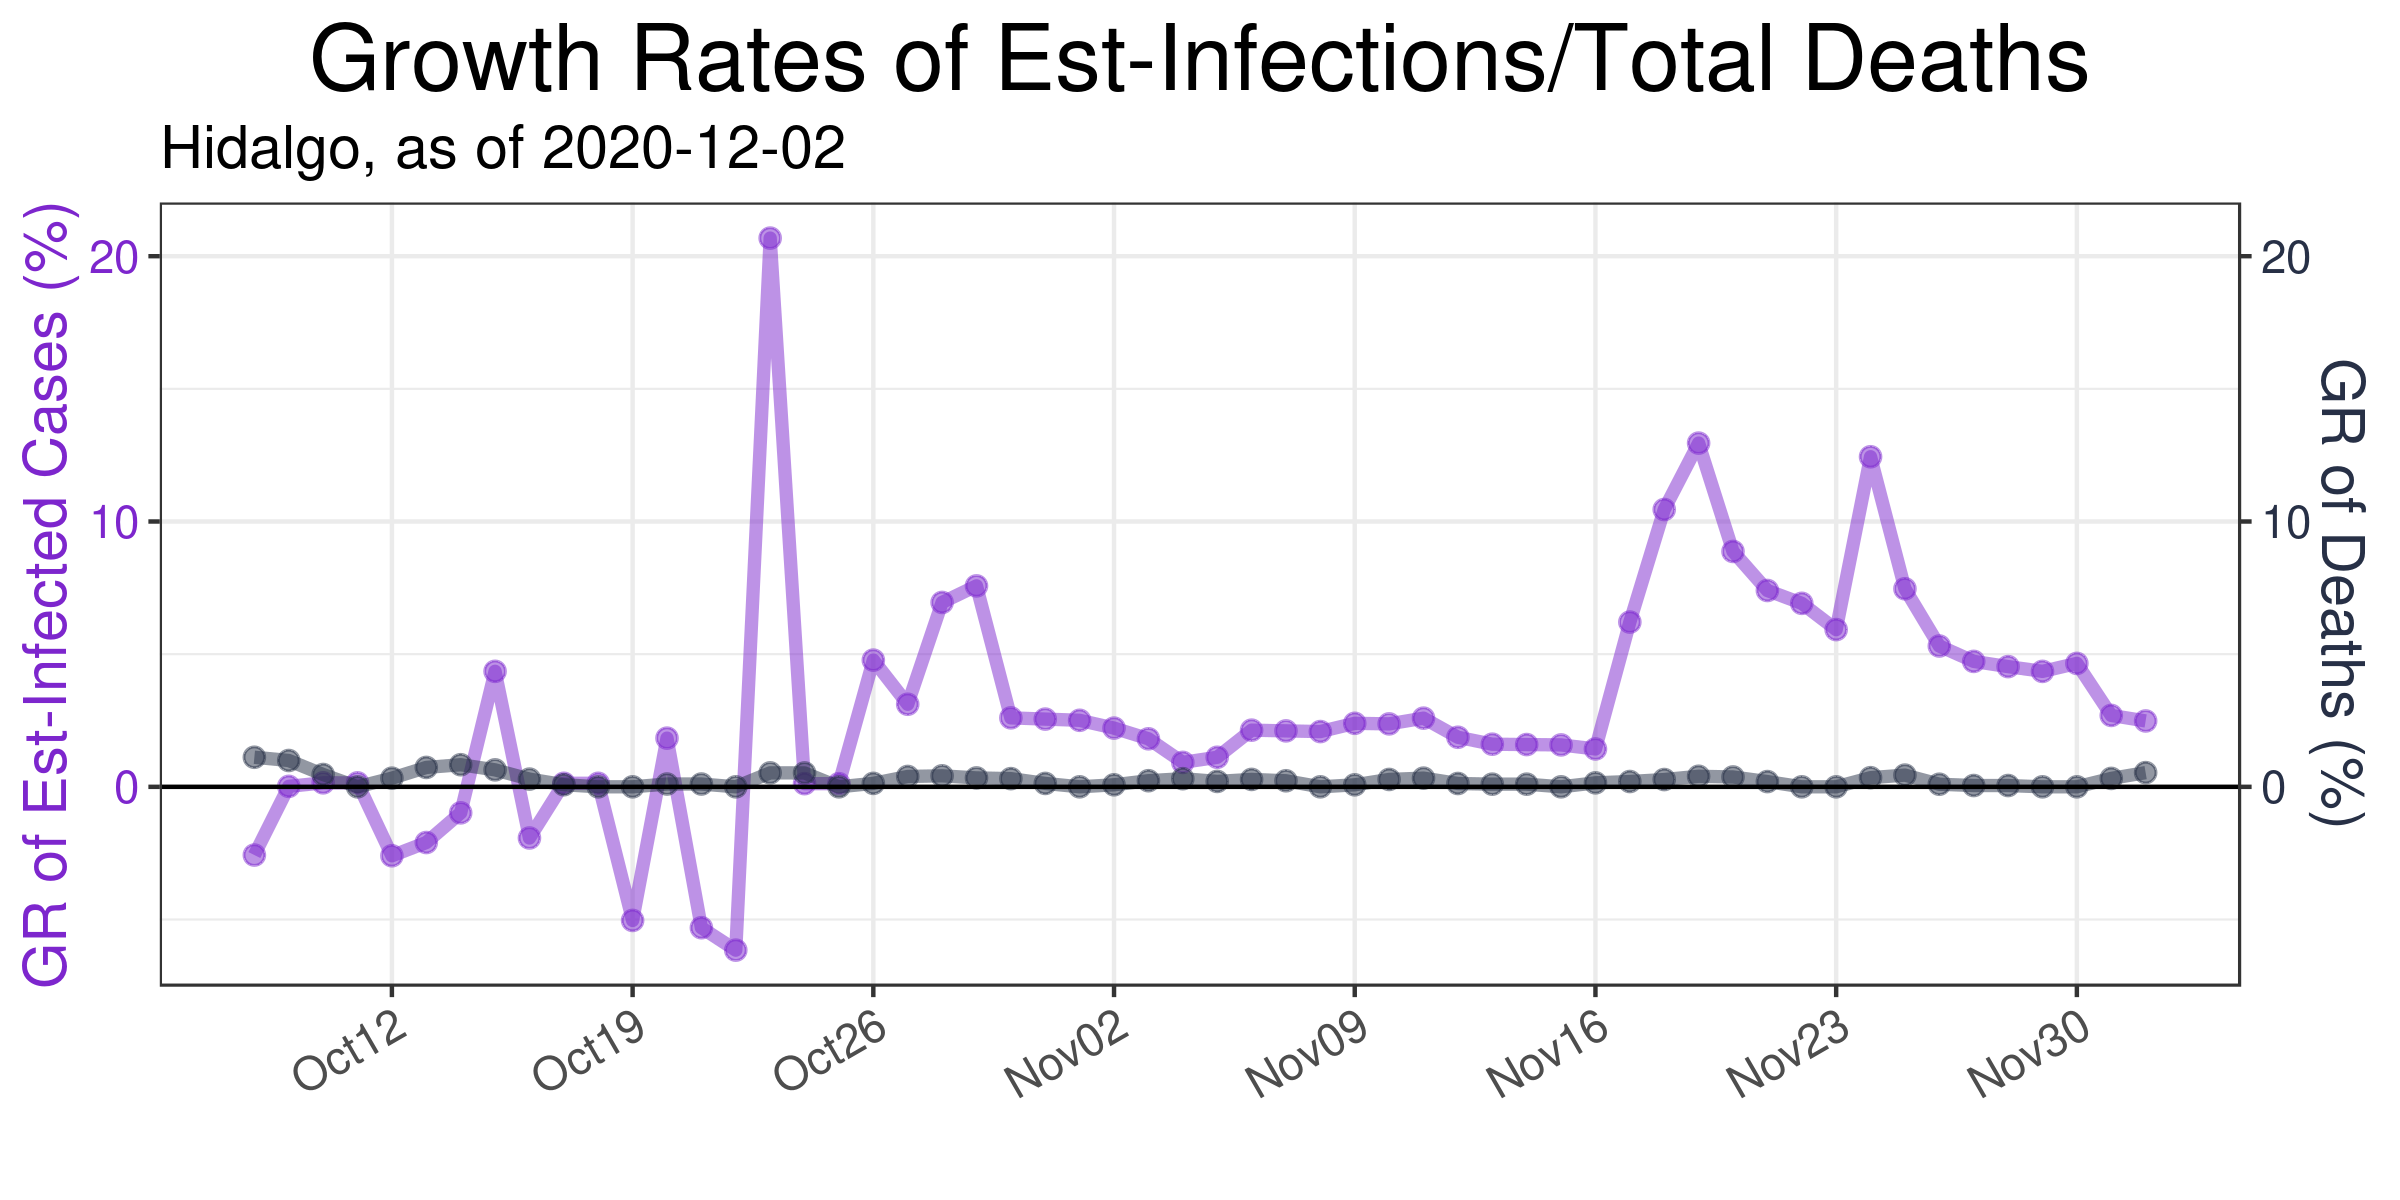 Growth Rates of Est-Infections/Total Deaths
Hidalgo, as of 2020-12-02
GR of Est-Infected Cases (%)
20
10
0
20
10
0
GR of Deaths (%)
Oct12
Oct19
Oct26
Nov02
Nov09
Nov16
Nov23
Nov30